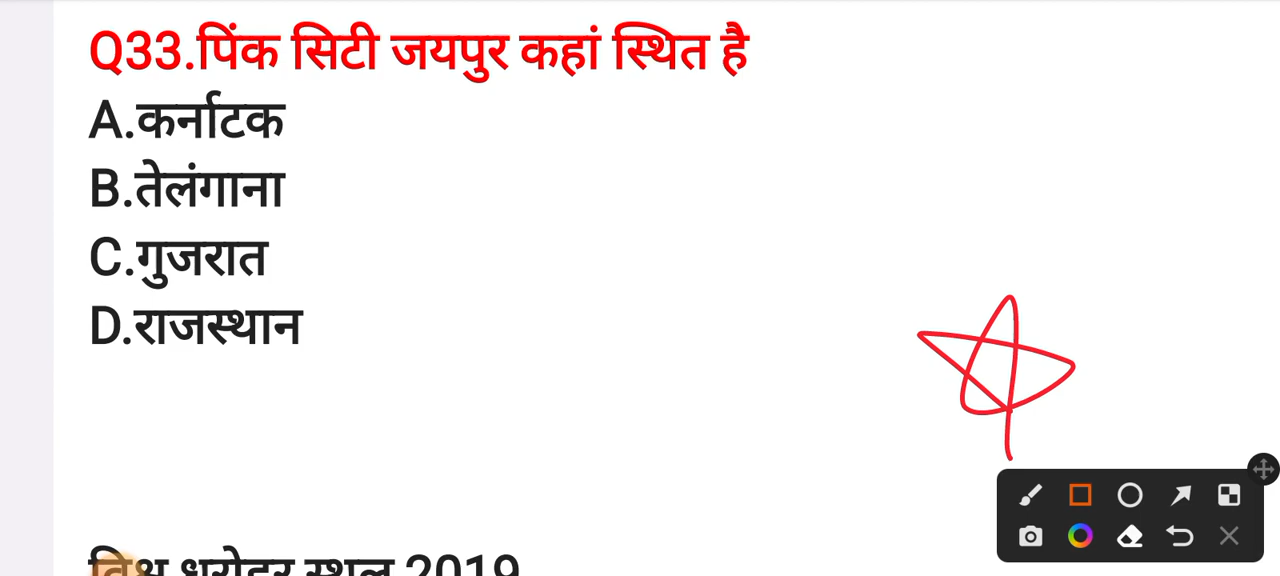 Q33.पिंक सिटी जयपुर कहां स्थित है
A.कर्नाटक
B.तेलंगाना
C.गुजरात
D.राजस्थान
विश्व धरोहर स्थल 2019